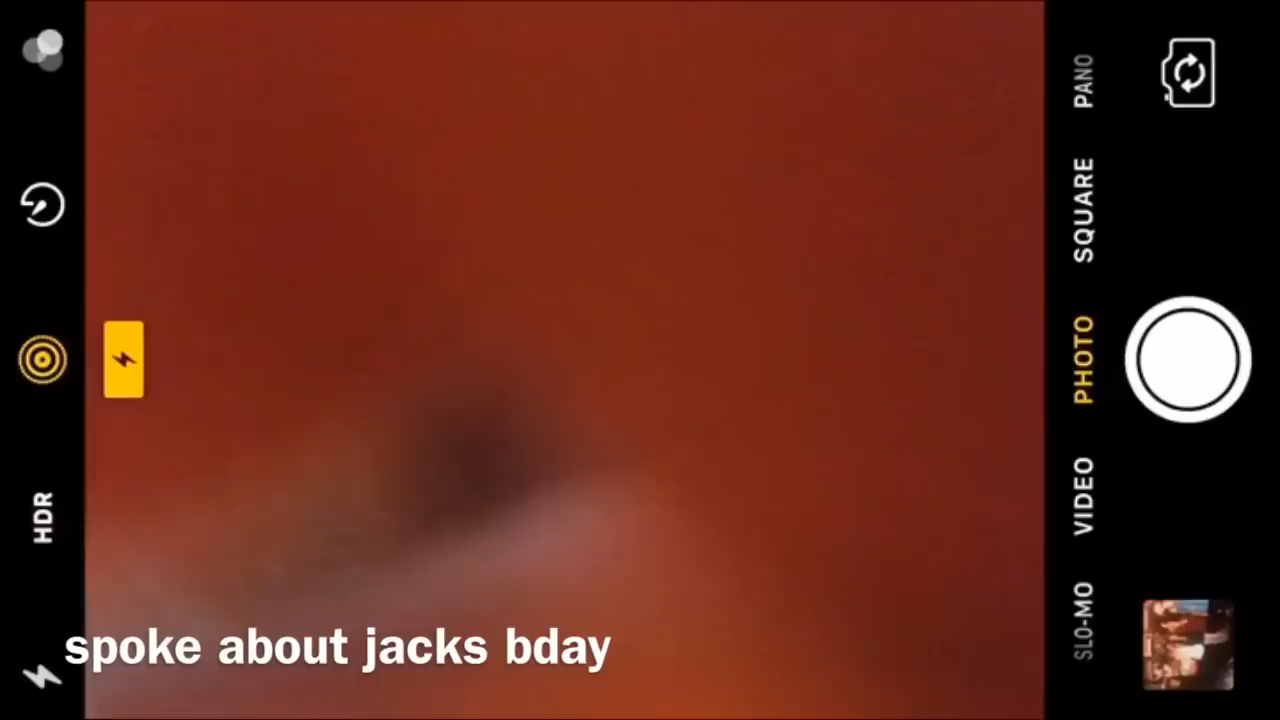 HDR
spoke about jacks bday
PANO
SQUARE
PHOTO
VIDEO
SLO-MO